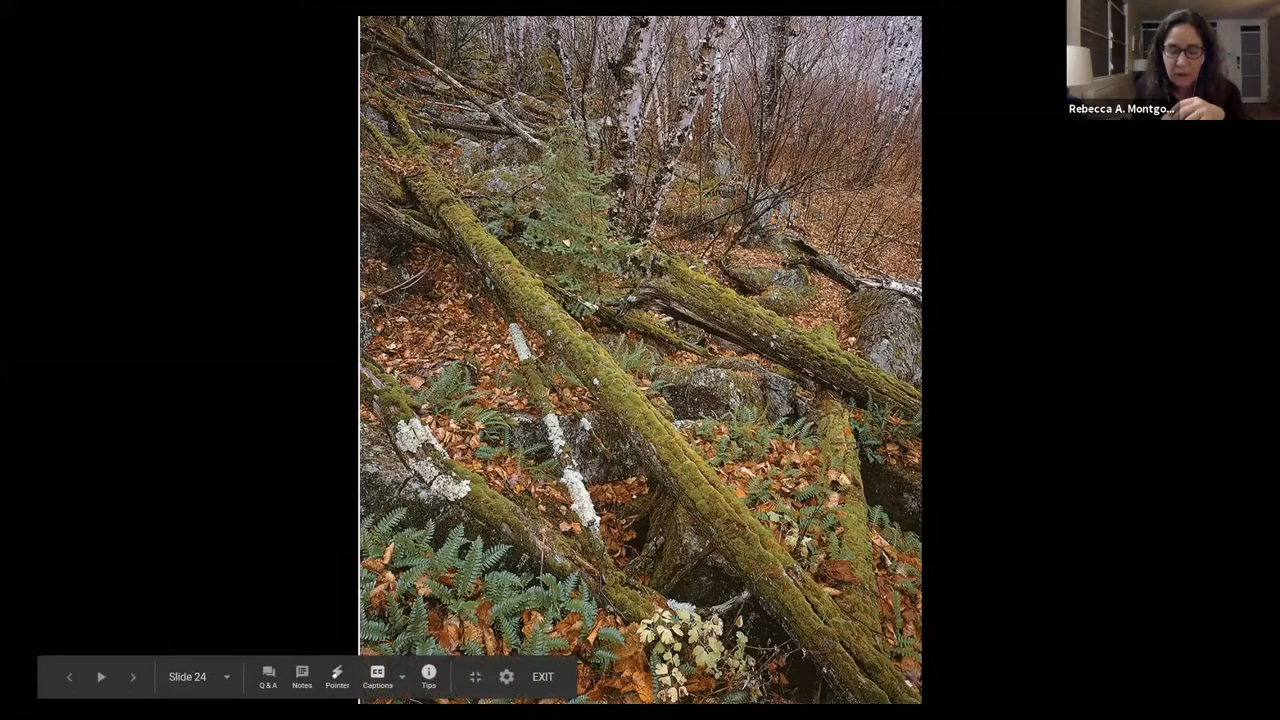 Rebecca A. Montgo...
Slide 24
Q & A
Notes
Pointer
Captions
Tips
EXIT